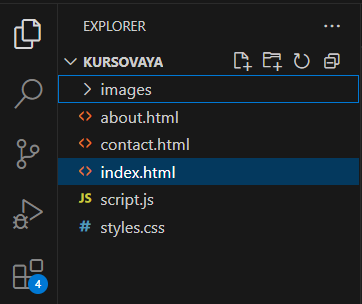 EXPLORER
KURSOVAYA
images
<> about.html
<> contact.html
<> index.html
JS script.js
# styles.css
4